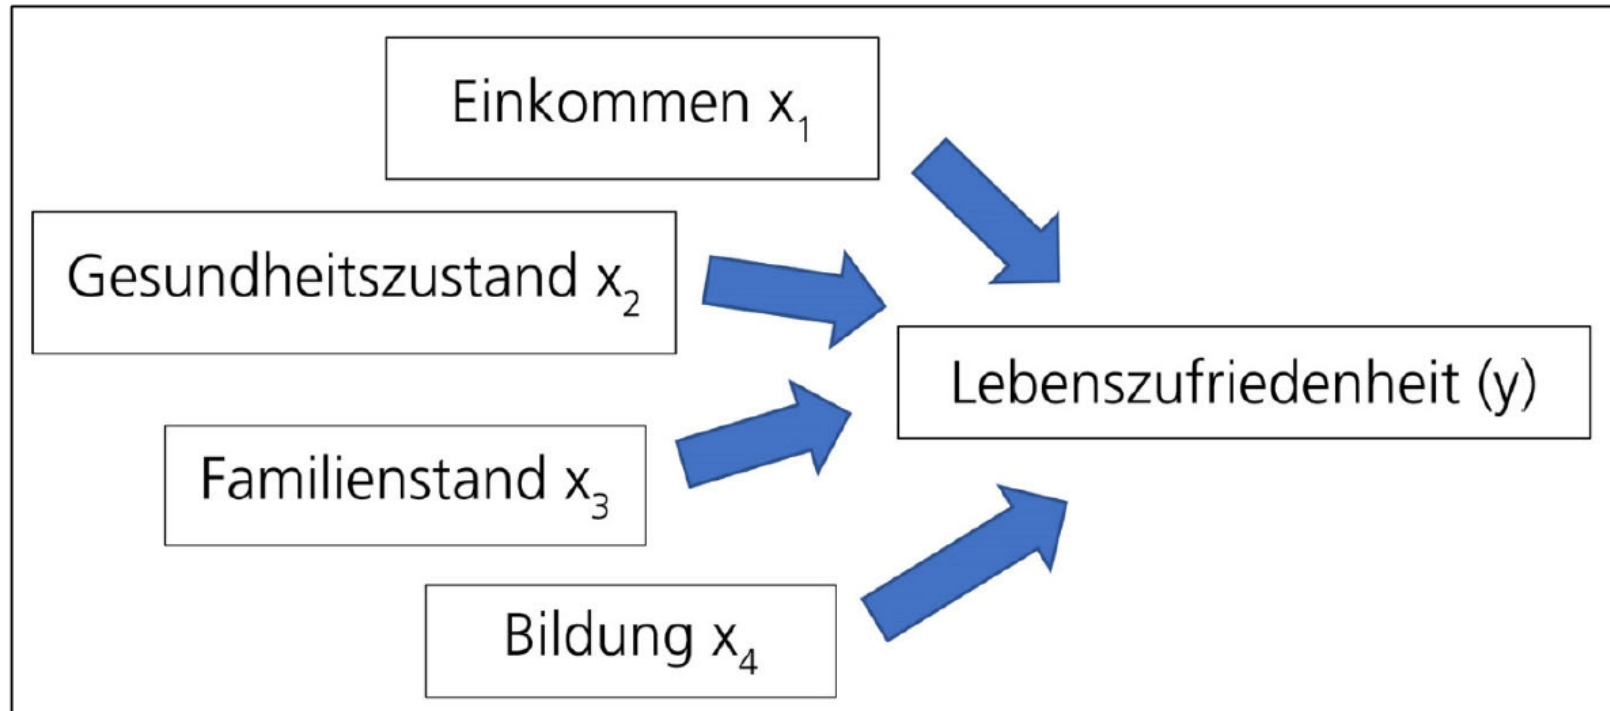 Einkommen x₁
Gesundheitszustand x₂
Familienstand x₃
Bildung x₄
Lebenszufriedenheit (y)